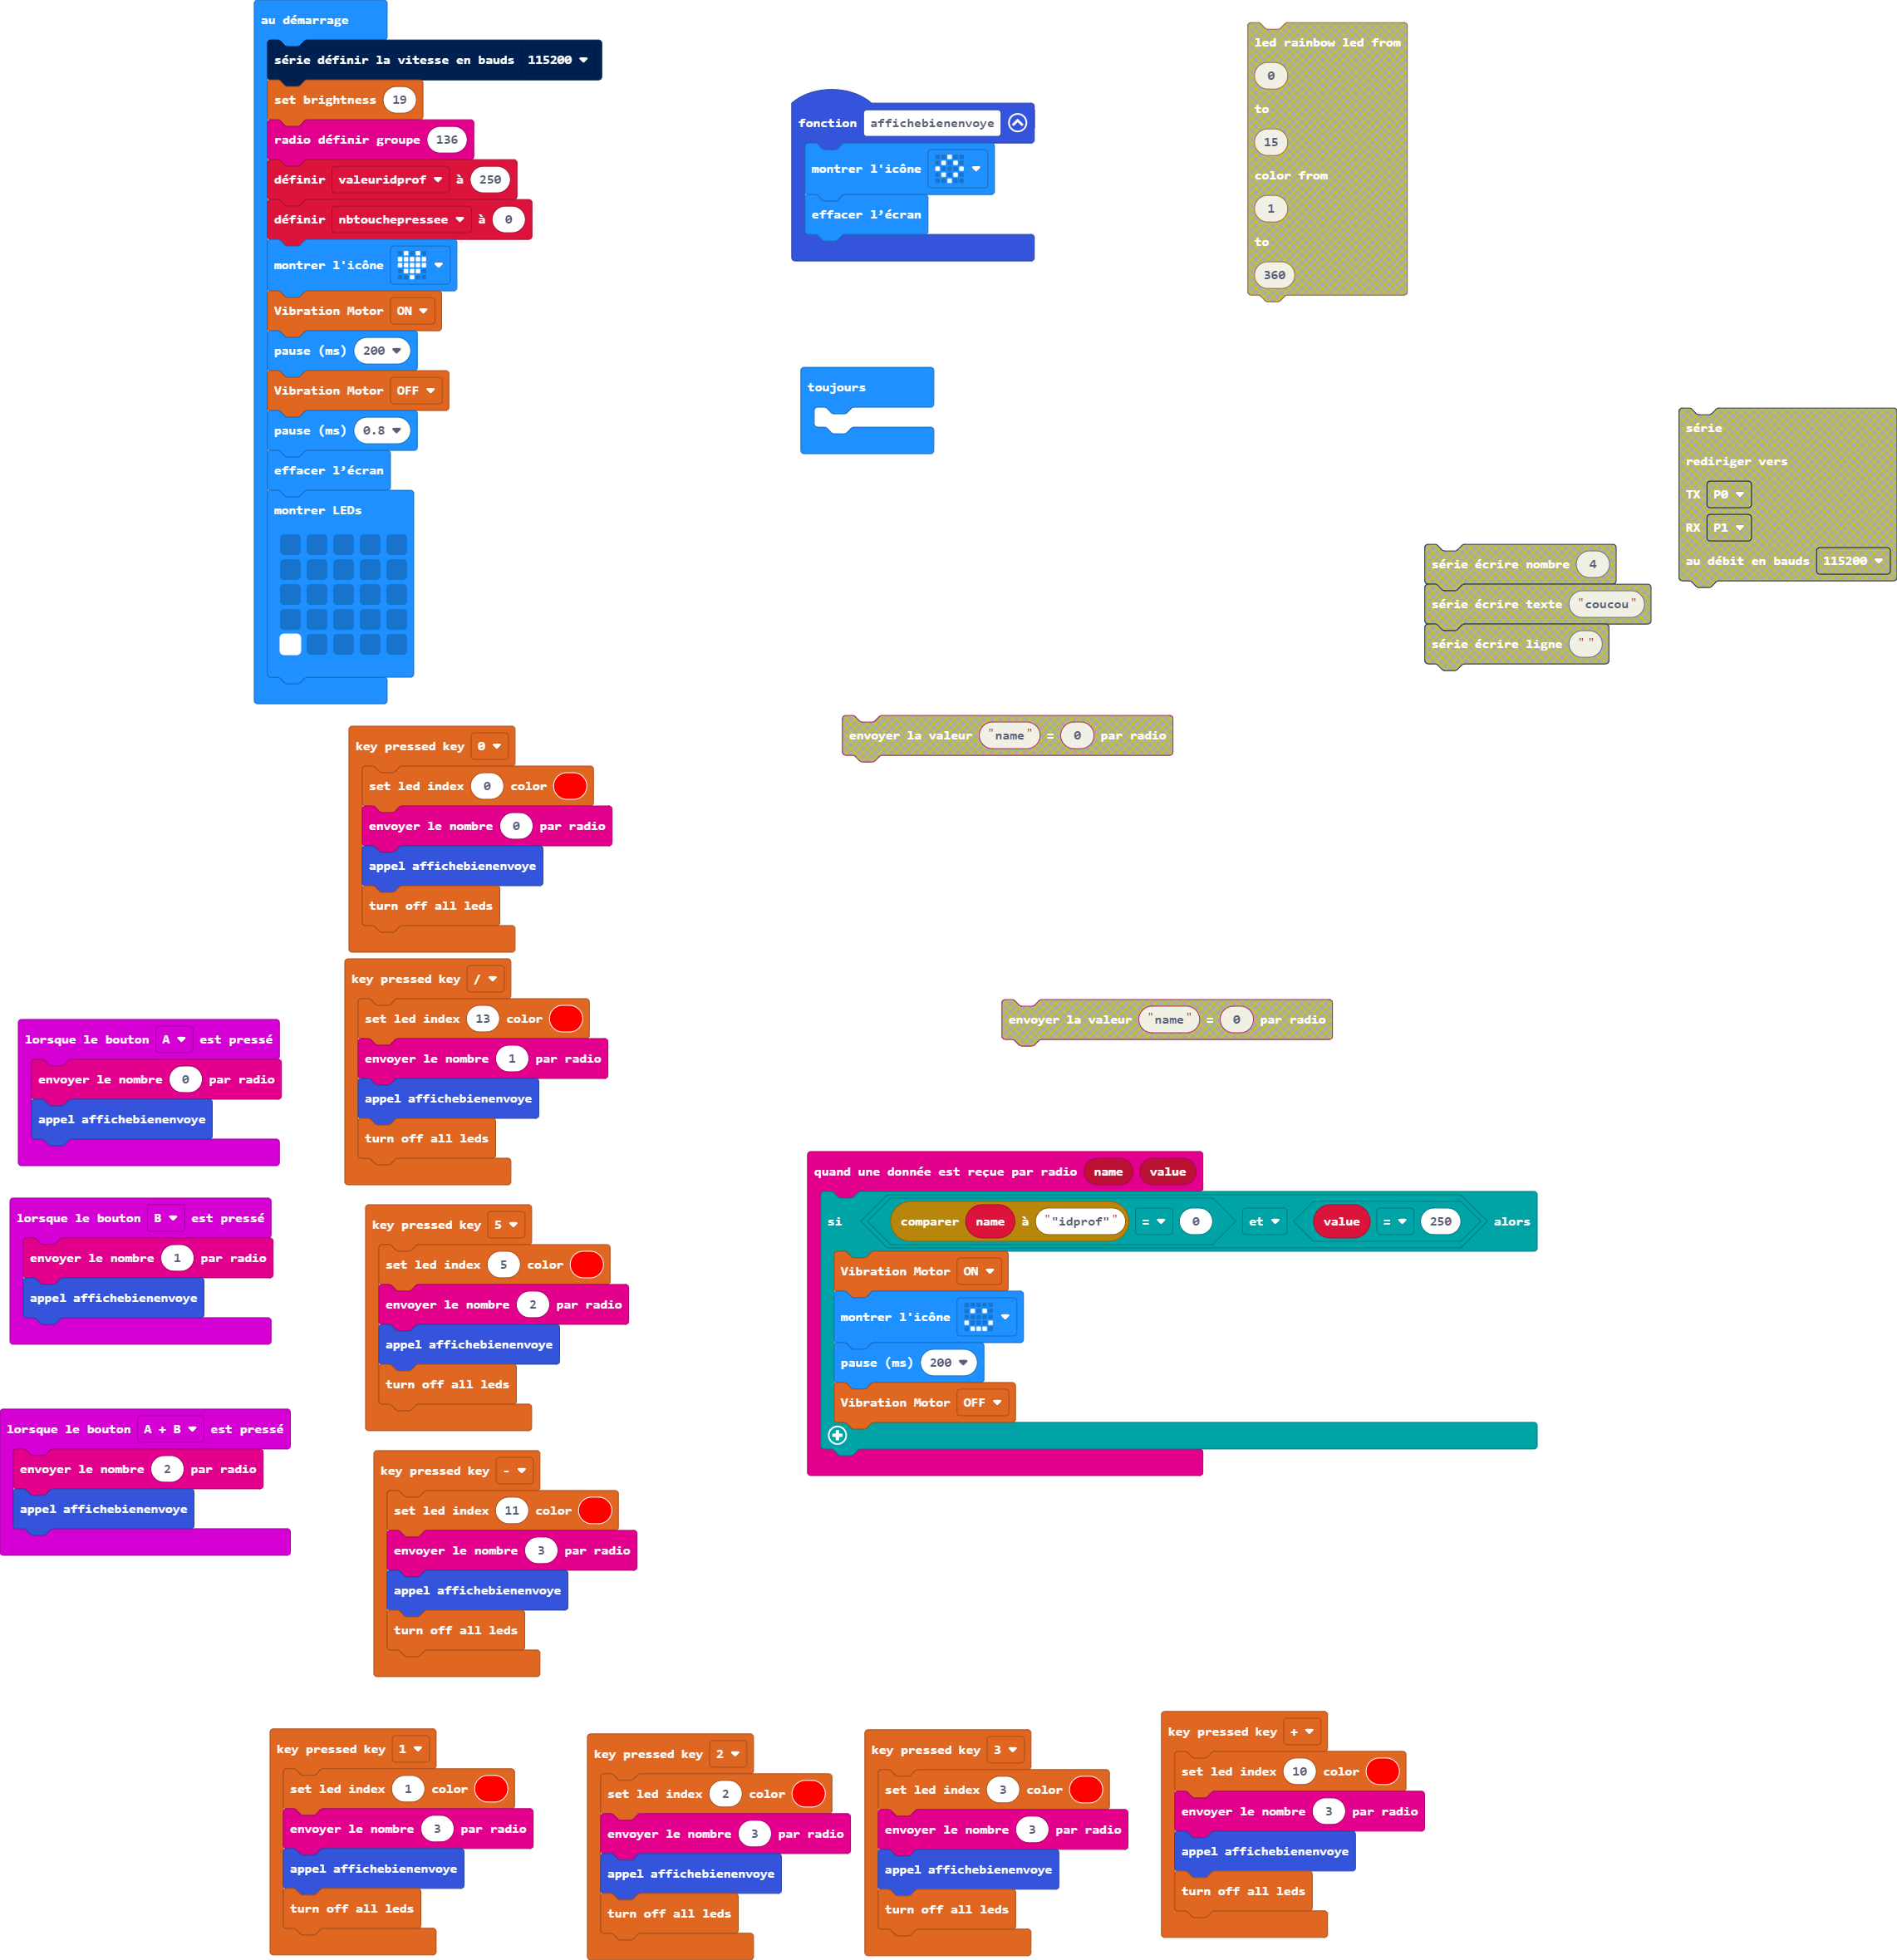 au démarrage
série définir la vitesse en bauds 115200
set brightness 19
radio définir groupe 136
définir valeuridprof à 250
définir nbtouchepressee à 0
montrer l'icône
Vibration Motor ON
pause (ms) 200
Vibration Motor OFF
pause (ms) 0.8
effacer l’écran
montrer LEDs
fonction affichebienenvoye
montrer l'icône
effacer l’écran
toujours
led rainbow led from
0
to
15
color from
1
to
360
série
rediriger vers
TX P0
RX P1
au débit en bauds 115200
série écrire nombre 4
série écrire texte "coucou"
série écrire ligne ""
envoyer la valeur "name" = 0 par radio
key pressed key 0
set led index 0 color
envoyer le nombre 0 par radio
appel affichebienenvoye
turn off all leds
key pressed key /
set led index 13 color
envoyer le nombre 1 par radio
appel affichebienenvoye
turn off all leds
envoyer la valeur "name" = 0 par radio
lorsque le bouton A est pressé
envoyer le nombre 0 par radio
appel affichebienenvoye
lorsque le bouton B est pressé
envoyer le nombre 1 par radio
appel affichebienenvoye
lorsque le bouton A + B est pressé
envoyer le nombre 2 par radio
appel affichebienenvoye
key pressed key 5
set led index 5 color
envoyer le nombre 2 par radio
appel affichebienenvoye
turn off all leds
key pressed key -
set led index 11 color
envoyer le nombre 3 par radio
appel affichebienenvoye
turn off all leds
quand une donnée est reçue par radio name value
si comparer name à ""idprof"" = 0 et value = 250 alors
Vibration Motor ON
montrer l'icône
pause (ms) 200
Vibration Motor OFF
key pressed key 1
set led index 1 color
envoyer le nombre 3 par radio
appel affichebienenvoye
turn off all leds
key pressed key 2
set led index 2 color
envoyer le nombre 3 par radio
appel affichebienenvoye
turn off all leds
key pressed key 3
set led index 3 color
envoyer le nombre 3 par radio
appel affichebienenvoye
turn off all leds
key pressed key +
set led index 10 color
envoyer le nombre 3 par radio
appel affichebienenvoye
turn off all leds